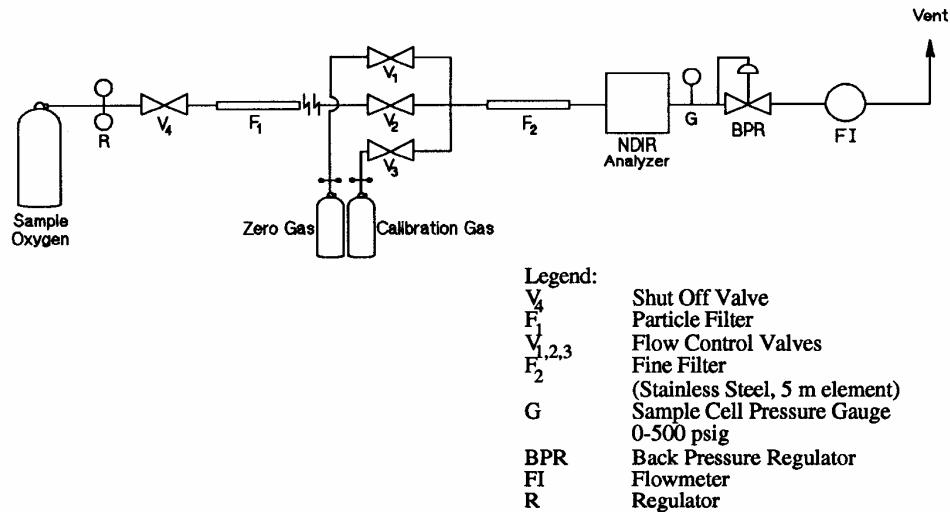 Vent
V1
V4
F1
V2
F2
R
G
BPR
FI
V3
NDIR
Analyzer
Sample
Oxygen
Zero Gas
Calibration Gas
Legend:
V4 Shut Off Valve
F1 Particle Filter
V1,2,3 Flow Control Valves
F2 Fine Filter
(Stainless Steel, 5 m element)
G Sample Cell Pressure Gauge
0-500 psig
BPR Back Pressure Regulator
FI Flowmeter
R Regulator